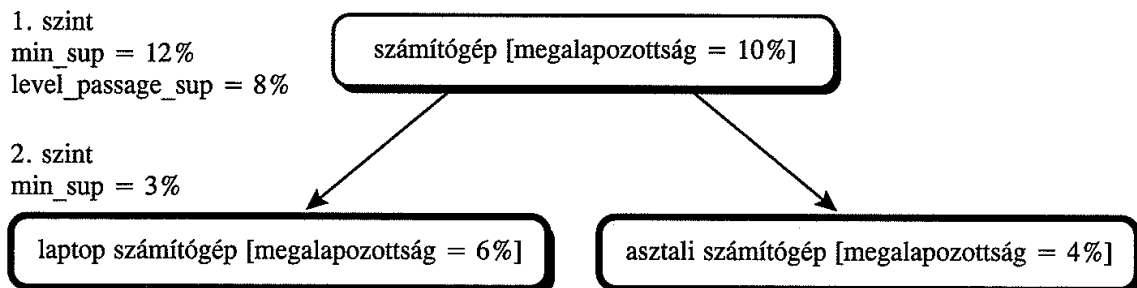 1. szint
min_sup = 12%
level_passage_sup = 8%
számítógép [megalapozottság = 10%]
2. szint
min_sup = 3%
laptop számítógép [megalapozottság = 6%]
asztali számítógép [megalapozottság = 4%]